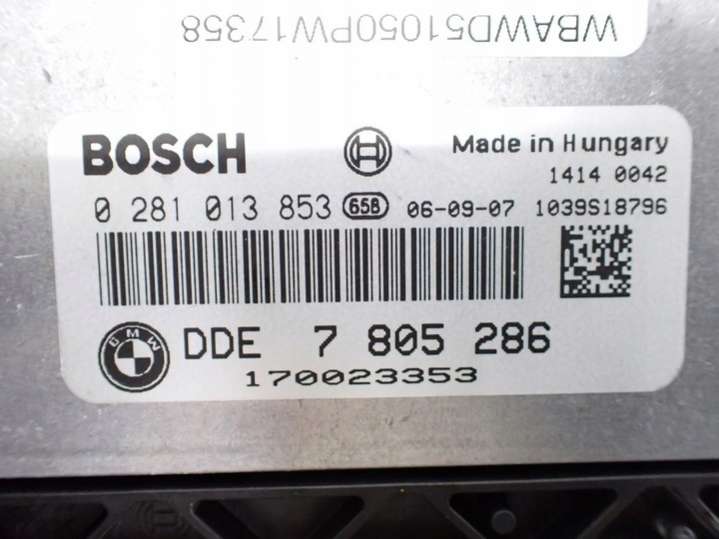 WBAWD51050PW17358
BOSCH Made in Hungary
1414 0042
0 281 013 853 658 06-09-07 1039S18796
BMW DDE 7 805 286
170023353